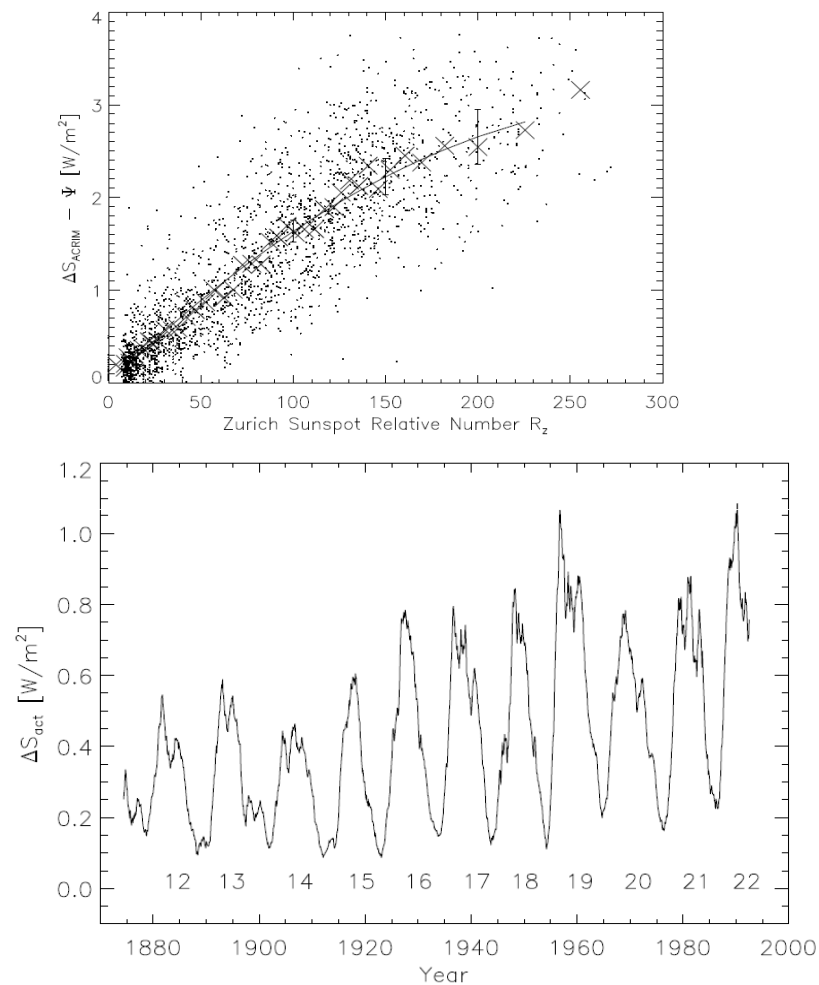 4
3
2
1
0
ΔS_ACRIM − Ψ [W/m²]
0 50 100 150 200 250 300
Zurich Sunspot Relative Number R_z
1.2
1.0
0.8
0.6
0.4
0.2
0.0
ΔS_act [W/m²]
12 13 14 15 16 17 18 19 20 21 22
1880 1900 1920 1940 1960 1980 2000
Year